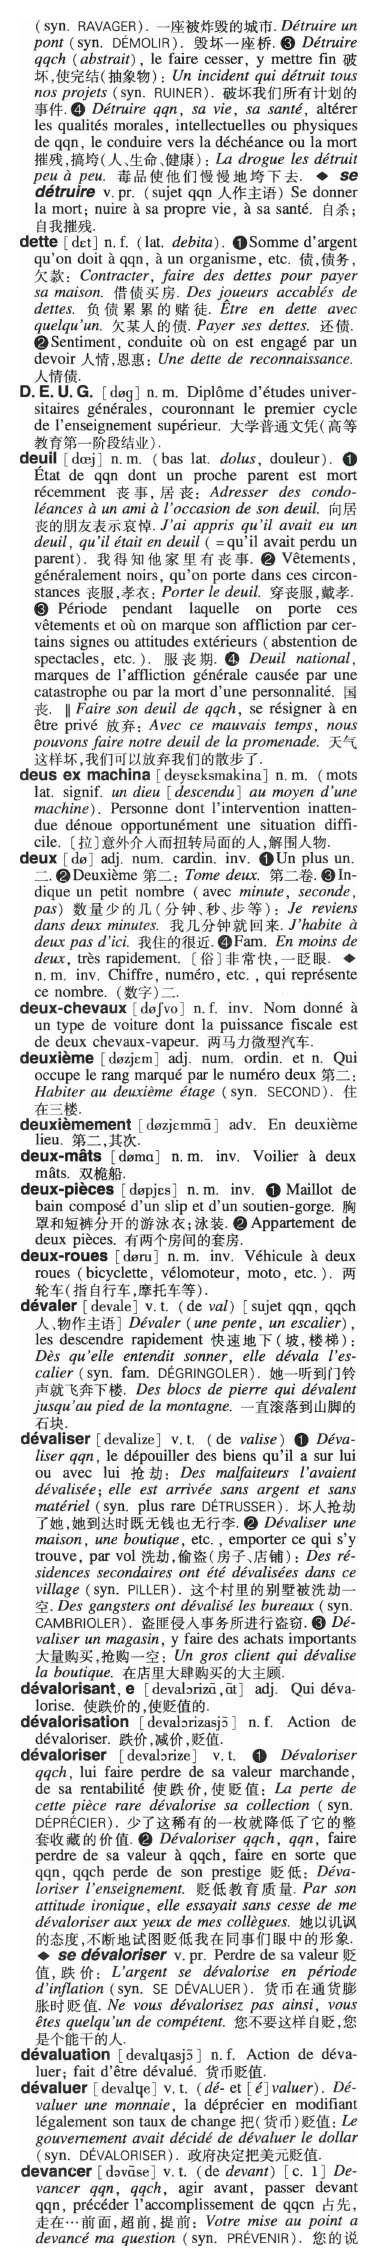 (syn. RAVAGER). 一座被炸毁的城市. Détruire un
pont (syn. DÉMOLIR). 毁坏一座桥. ❸ Détruire
qqch (abstrait), le faire cesser, y mettre fin 破
坏,使完结(抽象物): Un incident qui détruit tous
nos projets (syn. RUINER). 破坏我们所有计划的
事件. ❹ Détruire qqn, sa vie, sa santé, altérer
les qualités morales, intellectuelles ou physiques
de qqn, le conduire vers la déchéance ou la mort
摧残,搞垮(人、生命、健康): La drogue les détruit
peu à peu. 毒品使他们慢慢地垮下去. ◆ se
détruire v. pr. (sujet qqn 人作主语) Se donner
la mort; nuire à sa propre vie, à sa santé. 自杀;
自我摧残.
dette [dɛt] n. f. (lat. debita). ❶Somme d'argent
qu'on doit à qqn, à un organisme, etc. 债,债务,
欠款: Contracter, faire des dettes pour payer
sa maison. 借债买房. Des joueurs accablés de
dettes. 负债累累的赌徒. Être en dette avec
quelqu'un. 欠某人的债. Payer ses dettes. 还债.
❷Sentiment, conduite où on est engagé par un
devoir 人情,恩惠: Une dette de reconnaissance.
人情债.
D. E. U. G. [døg] n. m. Diplôme d'études univer-
sitaires générales, couronnant le premier cycle
de l'enseignement supérieur. 大学普通文凭(高等
教育第一阶段结业).
deuil [dœj] n. m. (bas lat. dolus, douleur). ❶
État de qqn dont un proche parent est mort
récemment 丧事,居丧: Adresser des condo-
léances à un ami à l'occasion de son deuil. 向居
丧的朋友表示哀悼. J'ai appris qu'il avait eu un
deuil, qu'il était en deuil (=qu'il avait perdu un
parent). 我得知他家里有丧事. ❷ Vêtements,
généralement noirs, qu'on porte dans ces circon-
stances 丧服,孝衣: Porter le deuil. 穿丧服,戴孝.
❸ Période pendant laquelle on porte ces
vêtements et où on marque son affliction par cer-
tains signes ou attitudes extérieurs (abstention de
spectacles, etc.). 服丧期. ❹ Deuil national,
marques de l'affliction générale causée par une
catastrophe ou par la mort d'une personnalité. 国
丧. ‖ Faire son deuil de qqch, se résigner à en
être privé 放弃: Avec ce mauvais temps, nous
pouvons faire notre deuil de la promenade. 天气
这样坏,我们可以放弃我们的散步了.
deus ex machina [deysɛksmakina] n. m. (mots
lat. signif. un dieu [descendu] au moyen d'une
machine). Personne dont l'intervention inatten-
due dénoue opportunément une situation diffi-
cile. [拉]意外介入而扭转局面的人,解围人物.
deux [dø] adj. num. cardin. inv. ❶Un plus un.
二. ❷Deuxième 第二: Tome deux. 第二卷. ❸In-
dique un petit nombre (avec minute, seconde,
pas) 数量少的几(分钟、秒、步等): Je reviens
dans deux minutes. 我几分钟就回来. J'habite à
deux pas d'ici. 我住的很近. ❹Fam. En moins de
deux, très rapidement. [俗]非常快,一眨眼. ◆
n. m. inv. Chiffre, numéro, etc., qui représente
ce nombre. (数字)二.
deux-chevaux [døʃvo] n. f. inv. Nom donné à
un type de voiture dont la puissance fiscale est
de deux chevaux-vapeur. 两马力微型汽车.
deuxième [døzjɛm] adj. num. ordin. et n. Qui
occupe le rang marqué par le numéro deux 第二:
Habiter au deuxième étage (syn. SECOND). 住
在三楼.
deuxièmement [døzjɛmmã] adv. En deuxième
lieu. 第二,其次.
deux-mâts [dømɑ] n. m. inv. Voilier à deux
mâts. 双桅船.
deux-pièces [døpjɛs] n. m. inv. ❶ Maillot de
bain composé d'un slip et d'un soutien-gorge. 胸
罩和短裤分开的游泳衣;泳装. ❷Appartement de
deux pièces. 有两个房间的套房.
deux-roues [døru] n. m. inv. Véhicule à deux
roues (bicyclette, vélomoteur, moto, etc.). 两
轮车(指自行车,摩托车等).
dévaler [devale] v. t. (de val) [sujet qqn, qqch
人、物作主语] Dévaler (une pente, un escalier),
les descendre rapidement 快速地下(坡,楼梯):
Dès qu'elle entendit sonner, elle dévala l'es-
calier (syn. fam. DÉGRINGOLER). 她一听到门铃
声就飞奔下楼. Des blocs de pierre qui dévalent
jusqu'au pied de la montagne. 一直滚落到山脚的
石块.
dévaliser [devalize] v. t. (de valise) ❶ Déva-
liser qqn, le dépouiller des biens qu'il a sur lui
ou avec lui 抢劫: Des malfaiteurs l'avaient
dévalisée; elle est arrivée sans argent et sans
matériel (syn. plus rare DÉTRUSSER). 坏人抢劫
了她,她到达时既无钱也无行李. ❷ Dévaliser une
maison, une boutique, etc., emporter ce qui s'y
trouve, par vol 洗劫,偷盗(房子、店铺): Des ré-
sidences secondaires ont été dévalisées dans ce
village (syn. PILLER). 这个村里的别墅被洗劫一
空. Des gangsters ont dévalisé les bureaux (syn.
CAMBRIOLER). 盗匪侵入事务所进行盗窃. ❸ Dé-
valiser un magasin, y faire des achats importants
大量购买,抢购一空: Un gros client qui dévalise
la boutique. 在店里大肆购买的大主顾.
dévalorisant, e [devalɔrizɑ̃,ɑ̃t] adj. Qui déva-
lorise. 使跌价的,使贬值的.
dévalorisation [devalɔrizasjɔ̃] n. f. Action de
dévaloriser. 跌价,减价,贬值.
dévaloriser [devalɔrize] v. t. ❶ Dévaloriser
qqch, lui faire perdre de sa valeur marchande,
de sa rentabilité 使跌价,使贬值: La perte de
cette pièce rare dévalorise sa collection (syn.
DÉPRÉCIER). 少了这稀有的一枚就降低了它的整
套收藏的价值. ❷ Dévaloriser qqch, qqn, faire
perdre de sa valeur à qqch, faire en sorte que
qqn, qqch perde de son prestige 贬低: Déva-
loriser l'enseignement. 贬低教育质量. Par son
attitude ironique, elle essayait sans cesse de me
dévaloriser aux yeux de mes collègues. 她以讥讽
的态度,不断地试图贬低我在同事们眼中的形象.
◆ se dévaloriser v. pr. Perdre de sa valeur 贬
值,跌价: L'argent se dévalorise en période
d'inflation (syn. SE DÉVALUER). 货币在通货膨
胀时贬值. Ne vous dévalorisez pas ainsi, vous
êtes quelqu'un de compétent. 您不要这样自贬,您
是个能干的人.
dévaluation [devalɥasjɔ̃] n. f. Action de déva-
luer; fait d'être dévalué. 货币贬值.
dévaluer [devalɥe] v. t. (dé- et [é]valuer). Dé-
valuer une monnaie, la déprécier en modifiant
légalement son taux de change 把(货币)贬值: Le
gouvernement avait décidé de dévaluer le dollar
(syn. DÉVALORISER). 政府决定把美元贬值.
devancer [dəvɑ̃se] v. t. (de devant) [c. 1] De-
vancer qqn, qqch, agir avant, passer devant
qqn, précéder l'accomplissement de qqcn 占先,
走在…前面,超前,提前: Votre mise au point a
devancé ma question (syn. PRÉVENIR). 您的说